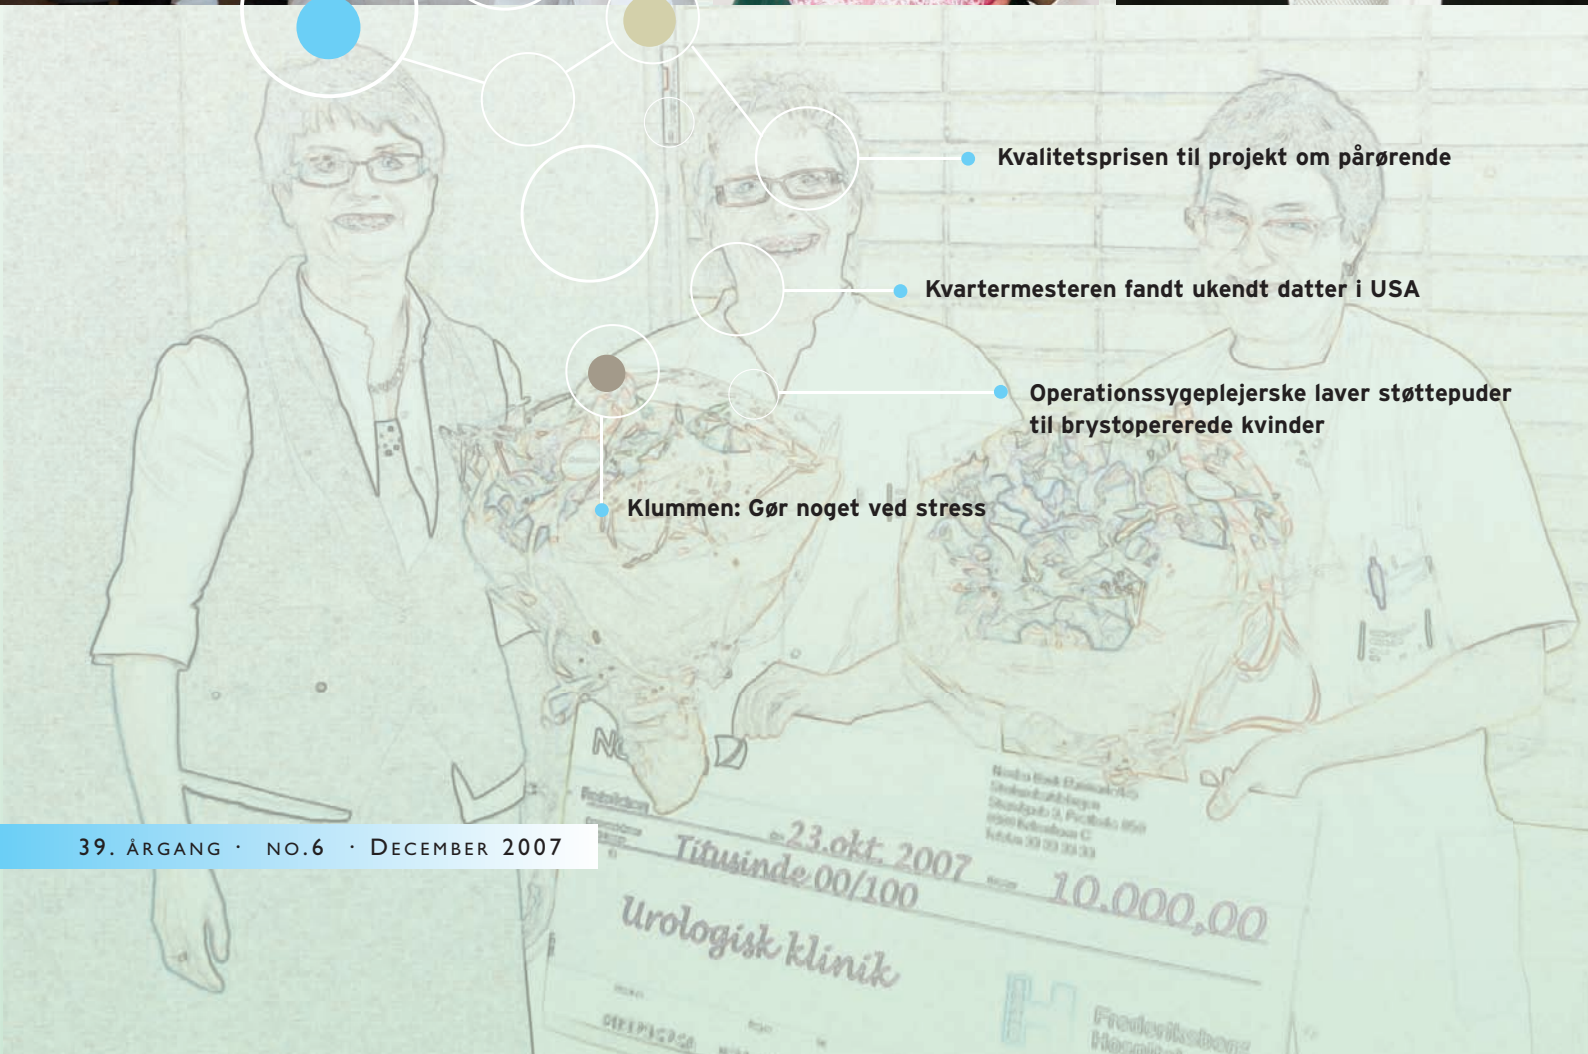 Kvalitetsprisen til projekt om pårørende
Kvartermesteren fandt ukendt datter i USA
Operationssygeplejerske laver støttepuder
til brystopererede kvinder
Klummen: Gør noget ved stress
39. ÅRGANG · NO.6 · DECEMBER 2007
23.okt. 2007
Titusinde 00/100
10.000,00
Urologisk klinik
Frederiksborg